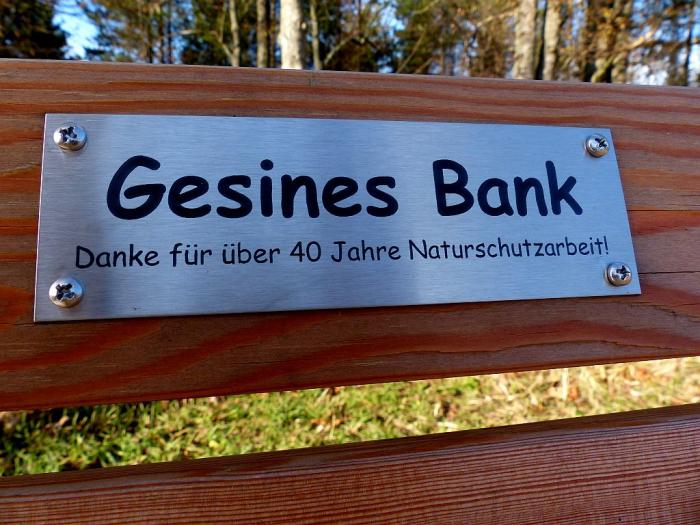 Gesines Bank
Danke für über 40 Jahre Naturschutzarbeit!